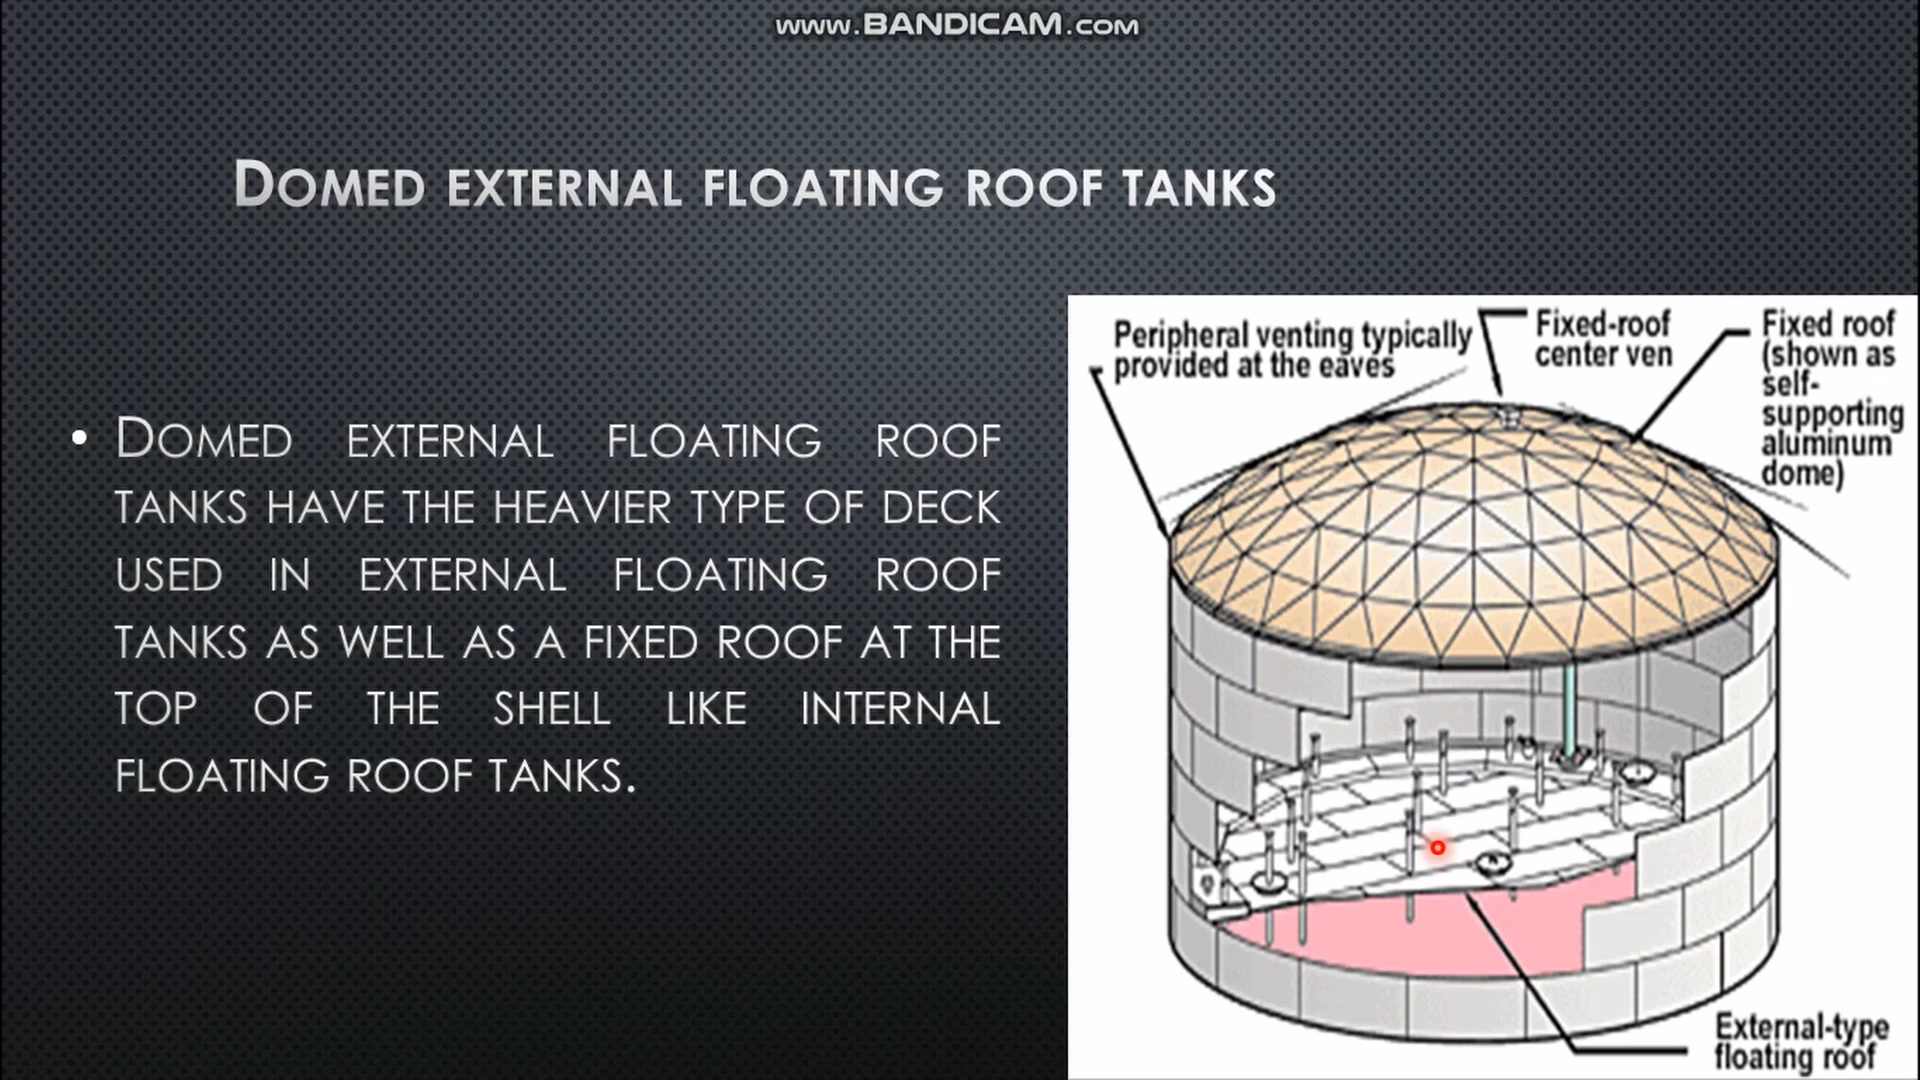 www.BANDICAM.com
DOMED EXTERNAL FLOATING ROOF TANKS
• DOMED EXTERNAL FLOATING ROOF
TANKS HAVE THE HEAVIER TYPE OF DECK
USED IN EXTERNAL FLOATING ROOF
TANKS AS WELL AS A FIXED ROOF AT THE
TOP OF THE SHELL LIKE INTERNAL
FLOATING ROOF TANKS.
Peripheral venting typically
provided at the eaves
Fixed-roof
center ven
Fixed roof
(shown as
self-
supporting
aluminum
dome)
External-type
floating roof